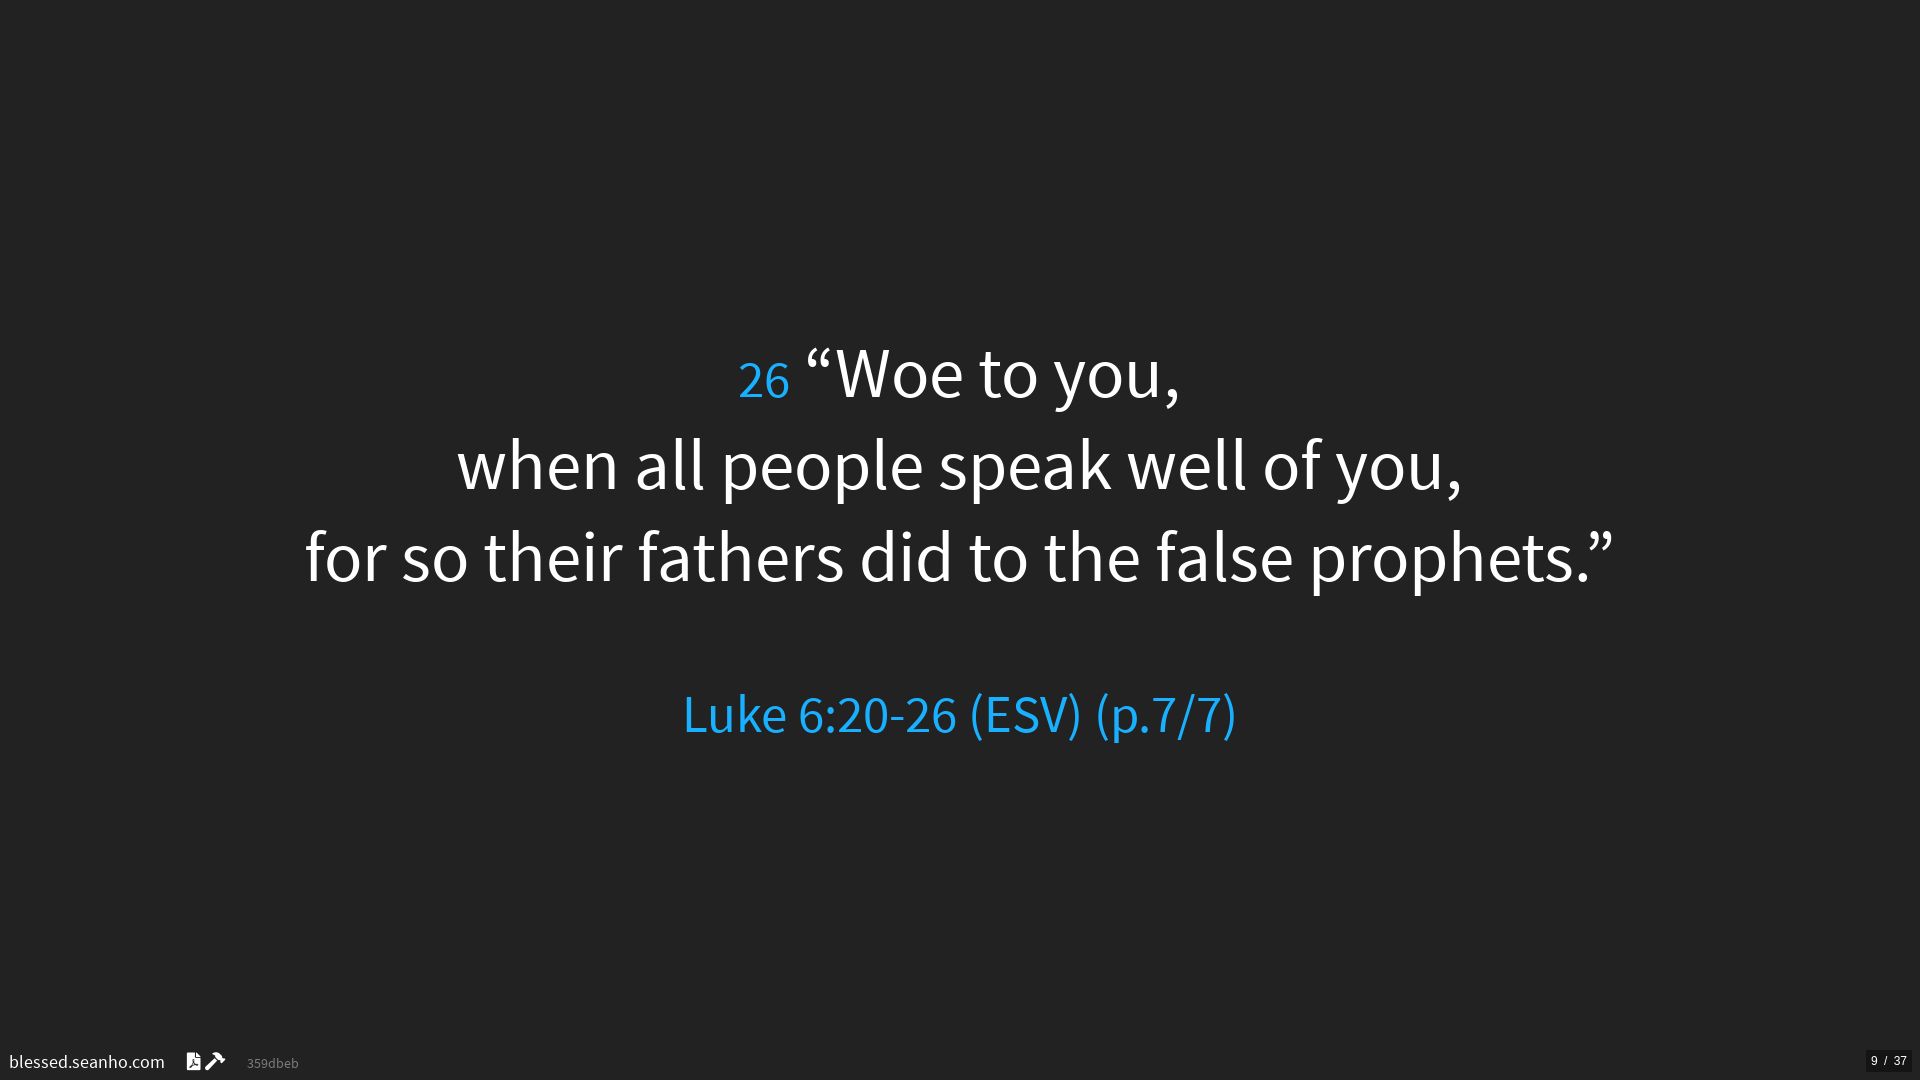 26 “Woe to you,
when all people speak well of you,
for so their fathers did to the false prophets.”
Luke 6:20-26 (ESV) (p.7/7)
blessed.seanho.com 359dbeb
9 / 37